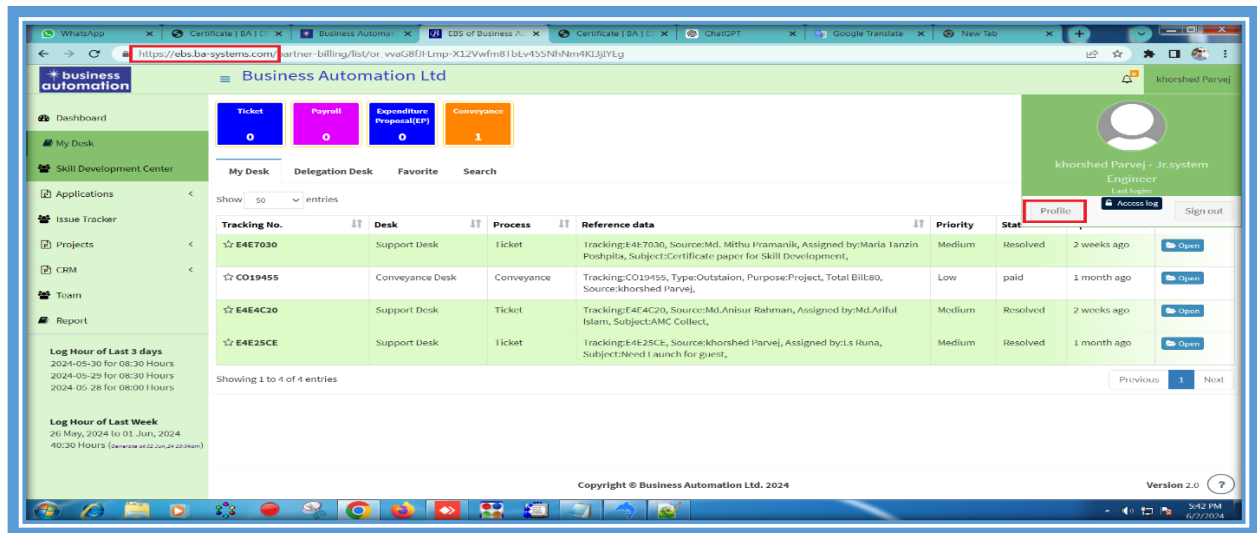 WhatsApp
Certificate | BA |
Business Automati
EBS of Business Au
Certificate | BA |
ChatGPT
Google Translate
New Tab
https://ebs.ba-systems.com/partner-billing/list/
business
automation
Business Automation Ltd
khorshed Parvej
Dashboard
My Desk
Skill Development Center
Applications
Issue Tracker
Projects
CRM
Team
Report
Log Hour of Last 3 days
2024-05-30 for 08:30 Hours
2024-05-29 for 08:30 Hours
2024-05-28 for 08:00 Hours
Log Hour of Last Week
26 May, 2024 to 01 Jun, 2024
40:30 Hours
Ticket
0
Payroll
0
Expenditure
Proposal(EP)
0
Conveyance
1
khorshed Parvej - Jr.system
Engineer
Last login:
Access log
Profile
Sign out
My Desk Delegation Desk Favorite Search
Show 50 entries
Tracking No. Desk Process Reference data Priority Stat
E4E7030 Support Desk Ticket Tracking:E4E7030, Source:Md. Mithu Pramanik, Assigned by:Maria Tanzin Medium Resolved 2 weeks ago Open
Poshpita, Subject:Certificate paper for Skill Development,
CO19455 Conveyance Desk Conveyance Tracking:CO19455, Type:Outstaion, Purpose:Project, Total Bill:80, Low paid 1 month ago Open
Source:khorshed Parvej,
E4E4C20 Support Desk Ticket Tracking:E4E4C20, Source:Md.Anisur Rahman, Assigned by:Md.Ariful Medium Resolved 2 weeks ago Open
Islam, Subject:AMC Collect,
E4E25CE Support Desk Ticket Tracking:E4E25CE, Source:khorshed Parvej, Assigned by:Ls Runa, Medium Resolved 1 month ago Open
Subject:Need Launch for guest,
Showing 1 to 4 of 4 entries
Previous 1 Next
Copyright © Business Automation Ltd. 2024
Version 2.0 ?
5:42 PM
6/2/2024